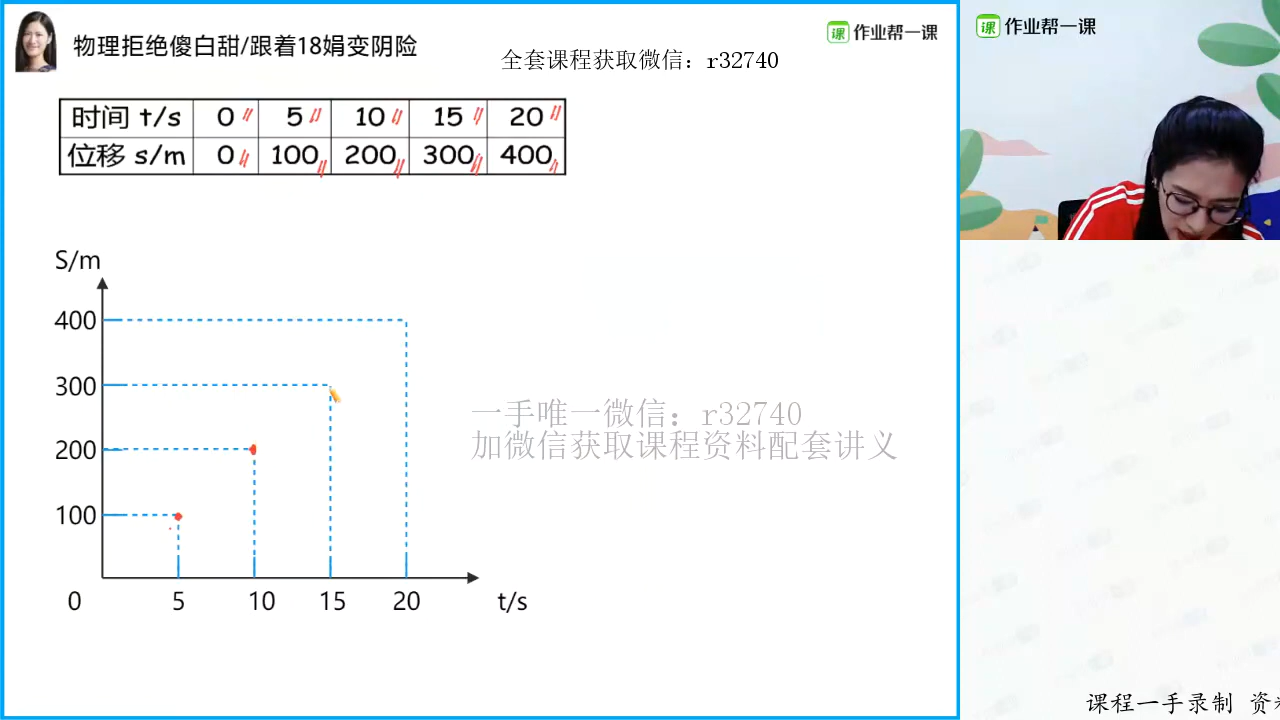 物理拒绝傻白甜/跟着18娟变阴险
课 作业帮一课
课 作业帮一课
全套课程获取微信：r32740
时间 t/s 0 5 10 15 20
位移 s/m 0 100 200 300 400
S/m
400
300
200
100
0 5 10 15 20 t/s
一手唯一微信：r32740
加微信获取课程资料配套讲义
课程一手录制 资